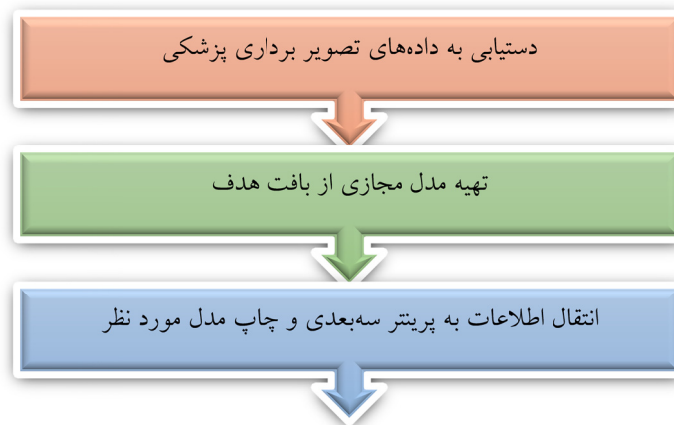 دستیابی به داده‌های تصویر برداری پزشکی
تهیه مدل مجازی از بافت هدف
انتقال اطلاعات به پرینتر سه‌بعدی و چاپ مدل مورد نظر